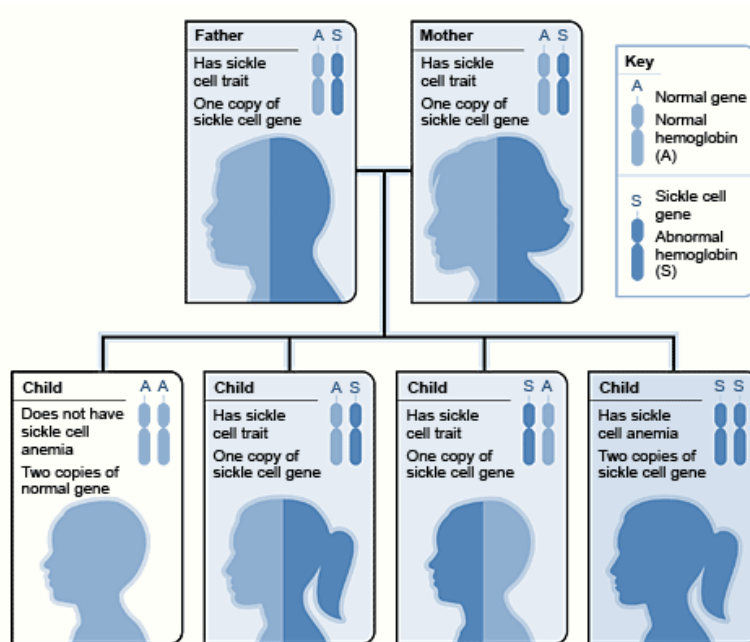 Father
A S
Has sickle
cell trait
One copy of
sickle cell gene
Mother
A S
Has sickle
cell trait
One copy of
sickle cell gene
Key
A
Normal gene
Normal
hemoglobin
(A)
S
Sickle cell
gene
Abnormal
hemoglobin
(S)
Child
A A
Does not have
sickle cell
anemia
Two copies of
normal gene
Child
A S
Has sickle
cell trait
One copy of
sickle cell gene
Child
S A
Has sickle
cell trait
One copy of
sickle cell gene
Child
S S
Has sickle
cell anemia
Two copies of
sickle cell gene